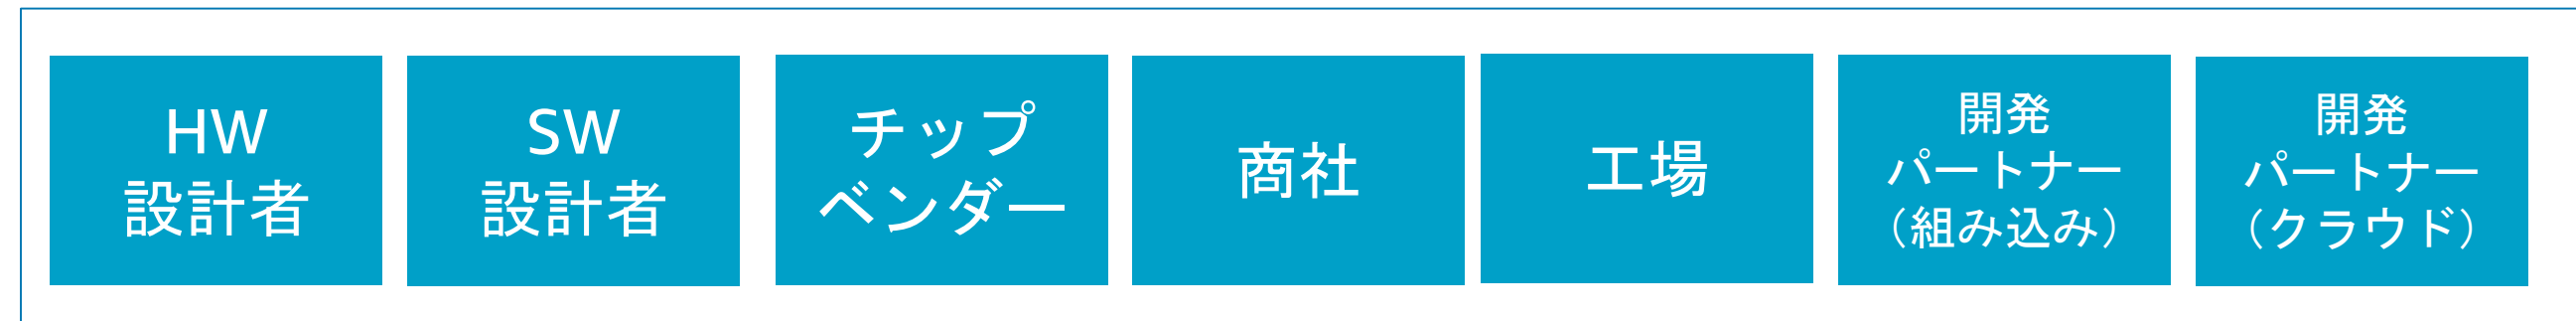 HW
設計者
SW
設計者
チップ
ベンダー
商社
工場
開発
パートナー
（組み込み）
開発
パートナー
（クラウド）